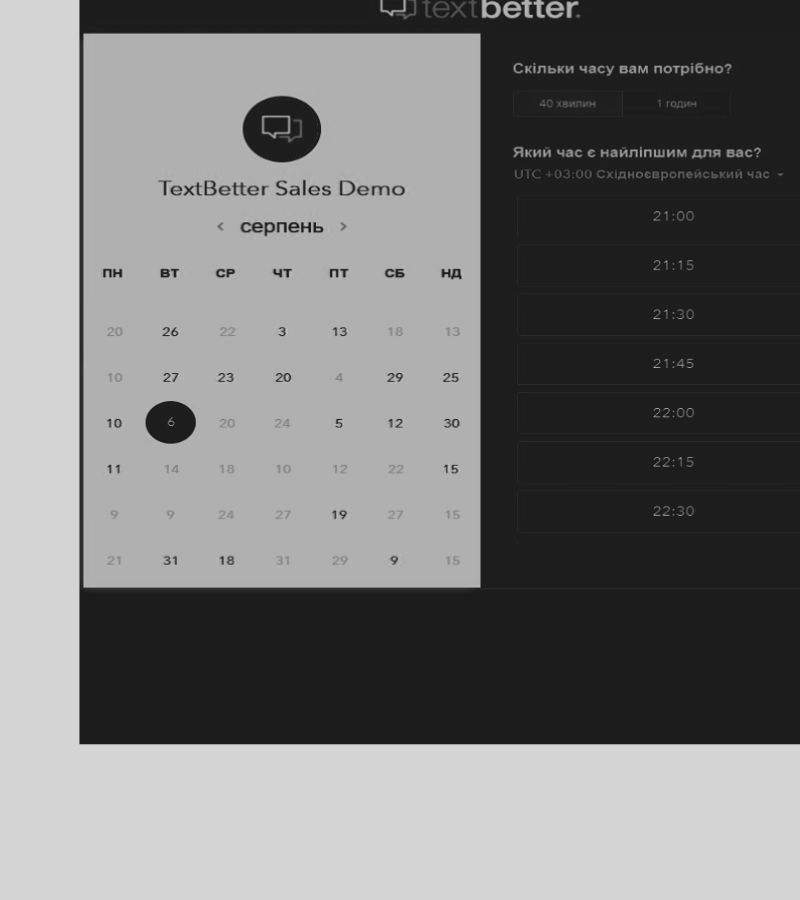 textbetter.
TextBetter Sales Demo
< серпень >
ПН ВТ СР ЧТ ПТ СБ НД
20 26 22 3 13 18 13
10 27 23 20 4 29 25
10 6 20 24 5 12 30
11 14 18 10 12 22 15
9 9 24 27 19 27 15
21 31 18 31 29 9 15
Скільки часу вам потрібно?
40 хвилин 1 годин
Який час є найліпшим для вас?
UTC +03:00 Східноєвропейський час
21:00
21:15
21:30
21:45
22:00
22:15
22:30